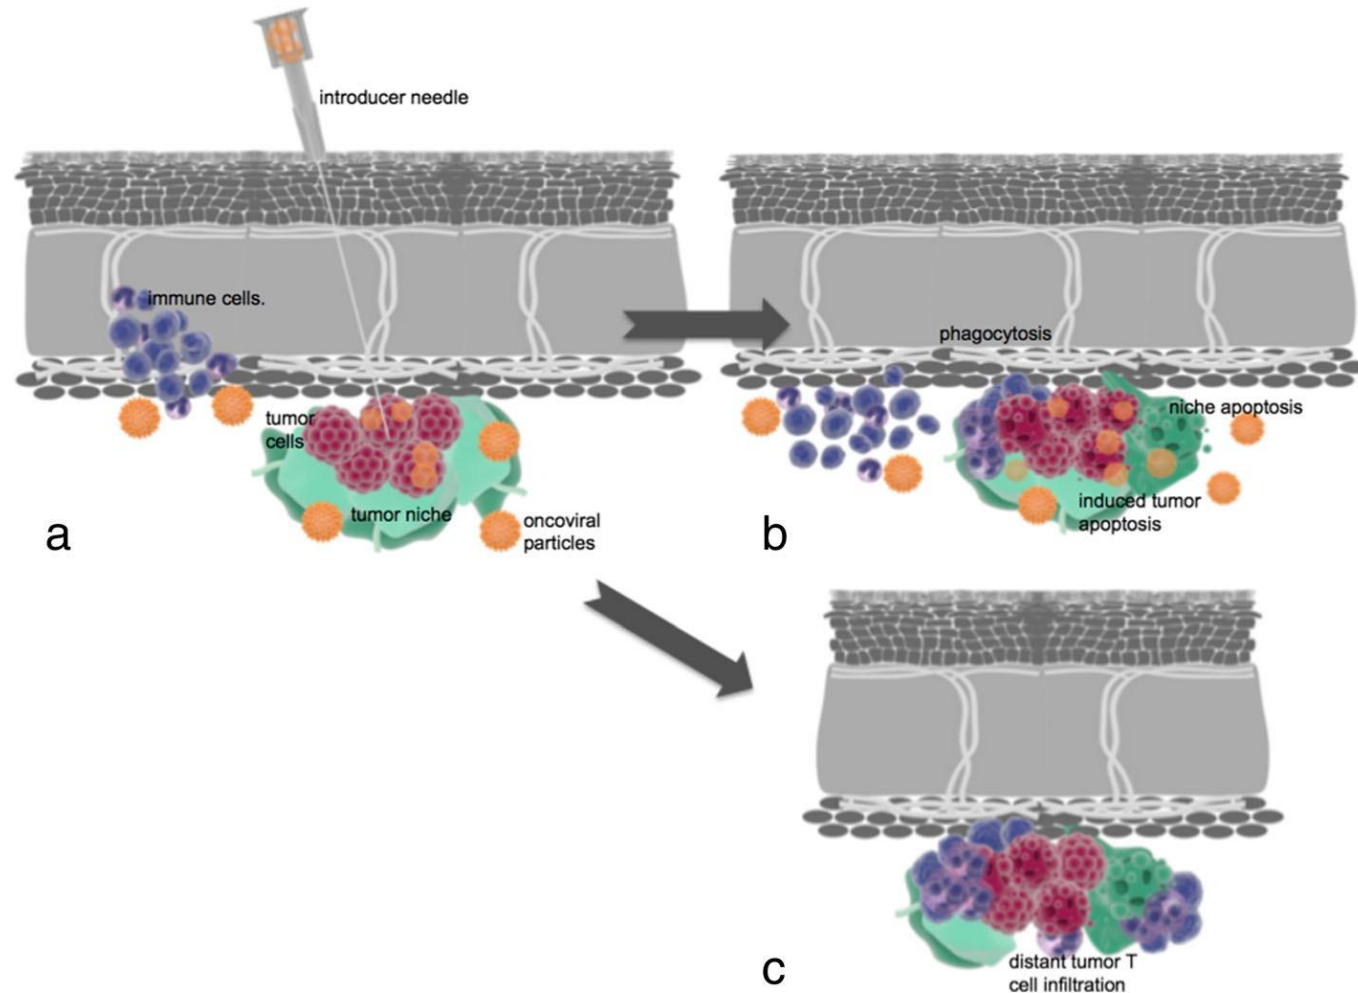 introducer needle
immune cells.
tumor
cells
tumor niche
oncoviral
particles
a
phagocytosis
niche apoptosis
induced tumor
apoptosis
b
distant tumor T
cell infiltration
c